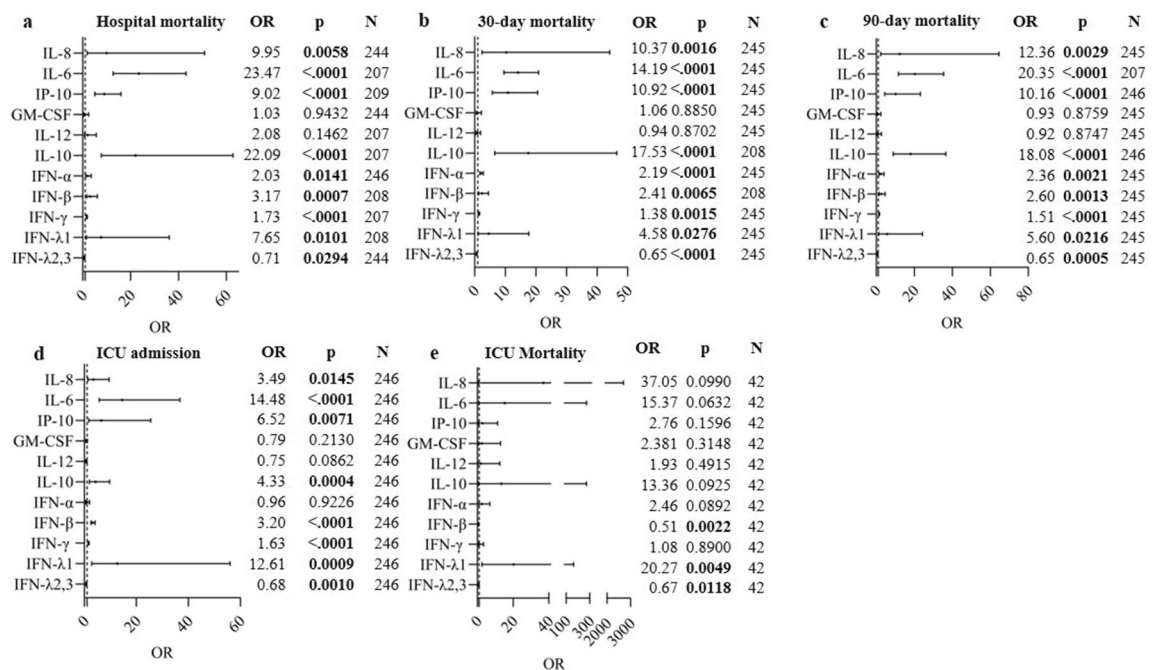 a Hospital mortality OR p N
IL-8 9.95 0.0058 244
IL-6 23.47 <.0001 207
IP-10 9.02 <.0001 209
GM-CSF 1.03 0.9432 244
IL-12 2.08 0.1462 207
IL-10 22.09 <.0001 207
IFN-α 2.03 0.0141 246
IFN-β 3.17 0.0007 208
IFN-γ 1.73 <.0001 207
IFN-λ1 7.65 0.0101 208
IFN-λ2,3 0.71 0.0294 244
0 20 40 60
OR
b 30-day mortality OR p N
IL-8 10.37 0.0016 245
IL-6 14.19 <.0001 245
IP-10 10.92 <.0001 245
GM-CSF 1.06 0.8850 245
IL-12 0.94 0.8702 245
IL-10 17.53 <.0001 208
IFN-α 2.19 <.0001 245
IFN-β 2.41 0.0065 208
IFN-γ 1.38 0.0015 245
IFN-λ1 4.58 0.0276 245
IFN-λ2,3 0.65 <.0001 245
0 10 20 30 40 50
OR
c 90-day mortality OR p N
IL-8 12.36 0.0029 245
IL-6 20.35 <.0001 207
IP-10 10.16 <.0001 246
GM-CSF 0.93 0.8759 245
IL-12 0.92 0.8747 245
IL-10 18.08 <.0001 246
IFN-α 2.36 0.0021 245
IFN-β 2.60 0.0013 245
IFN-γ 1.51 <.0001 245
IFN-λ1 5.60 0.0216 245
IFN-λ2,3 0.65 0.0005 245
0 20 40 60 80
OR
d ICU admission OR p N
IL-8 3.49 0.0145 246
IL-6 14.48 <.0001 246
IP-10 6.52 0.0071 246
GM-CSF 0.79 0.2130 246
IL-12 0.75 0.0862 246
IL-10 4.33 0.0004 246
IFN-α 0.96 0.9226 246
IFN-β 3.20 <.0001 246
IFN-γ 1.63 <.0001 246
IFN-λ1 12.61 0.0009 246
IFN-λ2,3 0.68 0.0010 246
0 20 40 60
OR
e ICU Mortality OR p N
IL-8 37.05 0.0990 42
IL-6 15.37 0.0632 42
IP-10 2.76 0.1596 42
GM-CSF 2.381 0.3148 42
IL-12 1.93 0.4915 42
IL-10 13.36 0.0925 42
IFN-α 2.46 0.0892 42
IFN-β 0.51 0.0022 42
IFN-γ 1.08 0.8900 42
IFN-λ1 20.27 0.0049 42
IFN-λ2,3 0.67 0.0118 42
0 20 40 100 300 2000 3000
OR